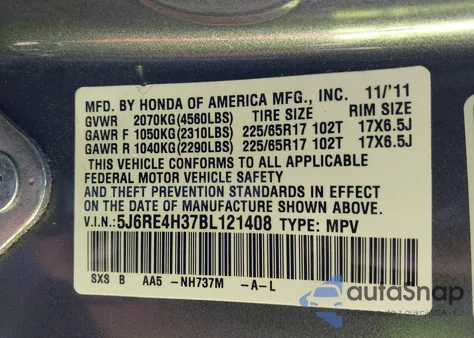 MFD. BY HONDA OF AMERICA MFG., INC. 11/'11
GVWR 2070KG(4560LBS) TIRE SIZE RIM SIZE
GAWR F 1050KG(2310LBS) 225/65R17 102T 17X6.5J
GAWR R 1040KG(2290LBS) 225/65R17 102T 17X6.5J
THIS VEHICLE CONFORMS TO ALL APPLICABLE
FEDERAL MOTOR VEHICLE SAFETY
AND THEFT PREVENTION STANDARDS IN EFFECT
ON THE DATE OF MANUFACTURE SHOWN ABOVE.
V.I.N.:5J6RE4H37BL121408 TYPE: MPV
SXS B AA5 -NH737M -A-L
autoSnap